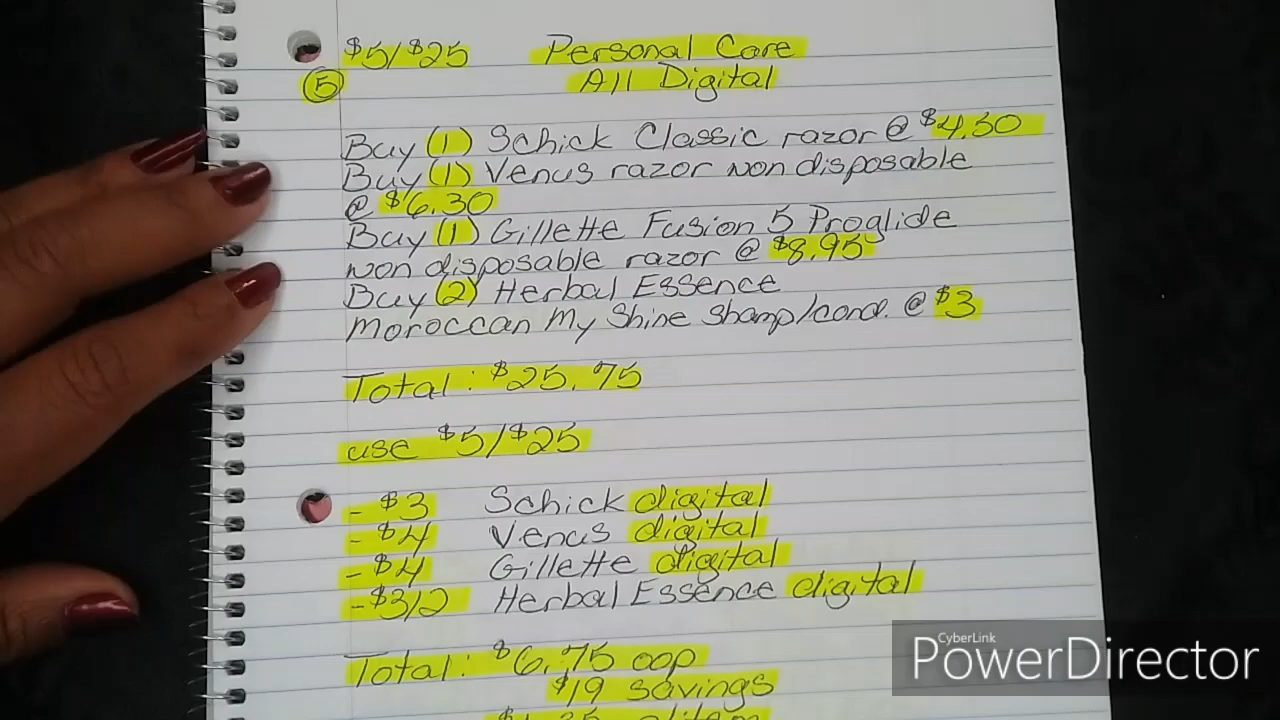 $5/$25 Personal Care
5 All Digital
Buy (1) Schick Classic razor @ $4.50
Buy (1) Venus razor non disposable
@ $6.30
Buy (1) Gillette Fusion 5 Proglide
non disposable razor @ $8.95
Buy (2) Herbal Essence
Moroccan My Shine Shamp/cond. @ $3
Total: $25.75
use $5/$25
-$3 Schick digital
-$4 Venus digital
-$4 Gillette digital
-$3/2 Herbal Essence digital
Total: $6.75 oop
$19 savings
CyberLink
PowerDirector